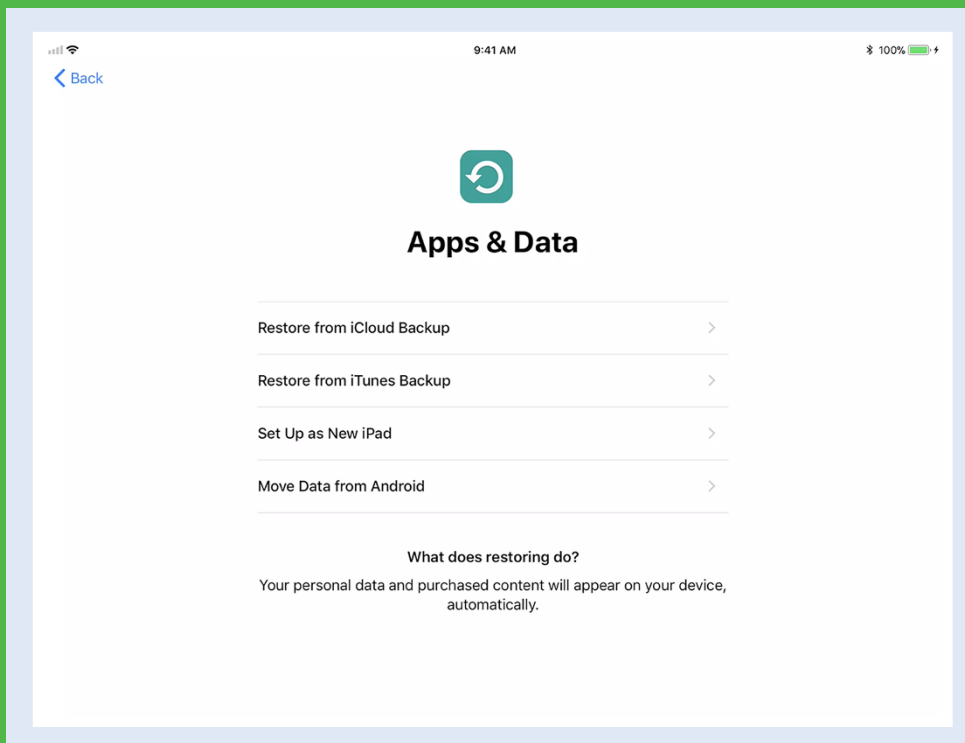 9:41 AM
100%
Back
Apps & Data
Restore from iCloud Backup
Restore from iTunes Backup
Set Up as New iPad
Move Data from Android
What does restoring do?
Your personal data and purchased content will appear on your device,
automatically.